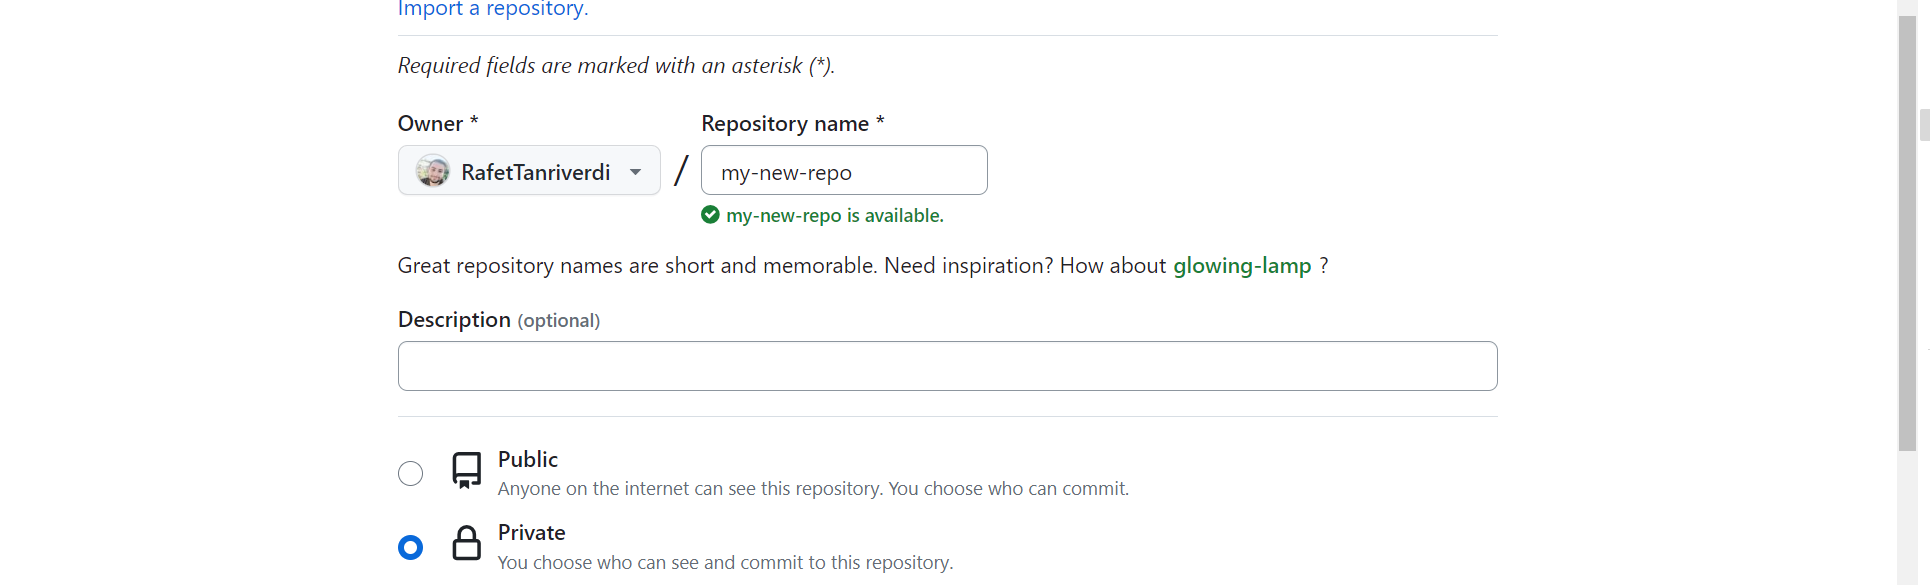 Import a repository.
Required fields are marked with an asterisk (*).
Owner *
Repository name *
RafetTanriverdi
/
my-new-repo
my-new-repo is available.
Great repository names are short and memorable. Need inspiration? How about glowing-lamp ?
Description (optional)
Public
Anyone on the internet can see this repository. You choose who can commit.
Private
You choose who can see and commit to this repository.